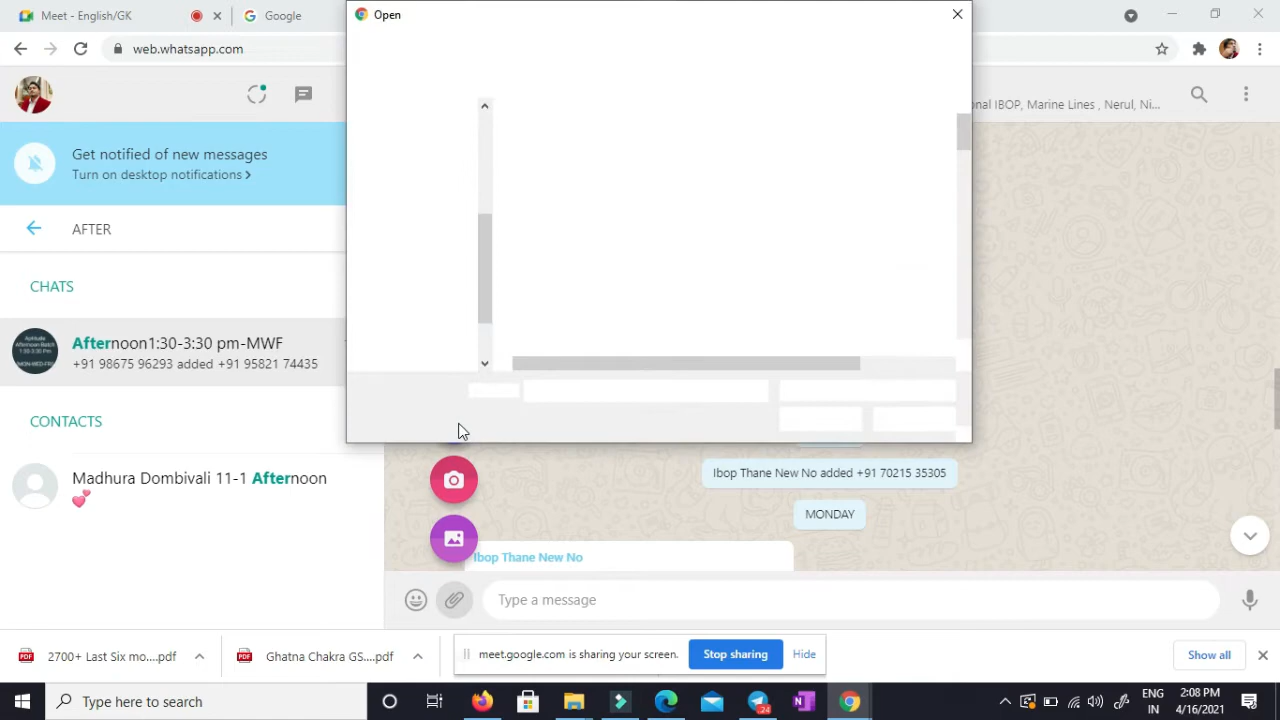 Meet - English/GK
Google
Open
web.whatsapp.com
onal IBOP, Marine Lines , Nerul, Ni...
Get notified of new messages
Turn on desktop notifications >
AFTER
CHATS
Afternoon1:30-3:30 pm-MWF
+91 98675 96293 added +91 95821 74435
CONTACTS
Madhura Dombivali 11-1 Afternoon
💕
Ibop Thane New No added +91 70215 35305
MONDAY
Ibop Thane New No
Type a message
2700+ Last Six mo....pdf
Ghatna Chakra GS....pdf
meet.google.com is sharing your screen.
Stop sharing
Hide
Show all
Type here to search
24
ENG
IN
2:08 PM
4/16/2021